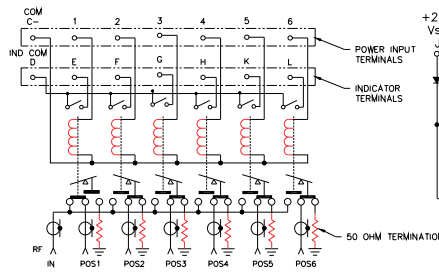 COM
C- 1 2 3 4 5 6
POWER INPUT
TERMINALS
IND COM
D E F G H K L
INDICATOR
TERMINALS
+2
Vs
50 OHM TERMINATION
RF
IN POS1 POS2 POS3 POS4 POS5 POS6